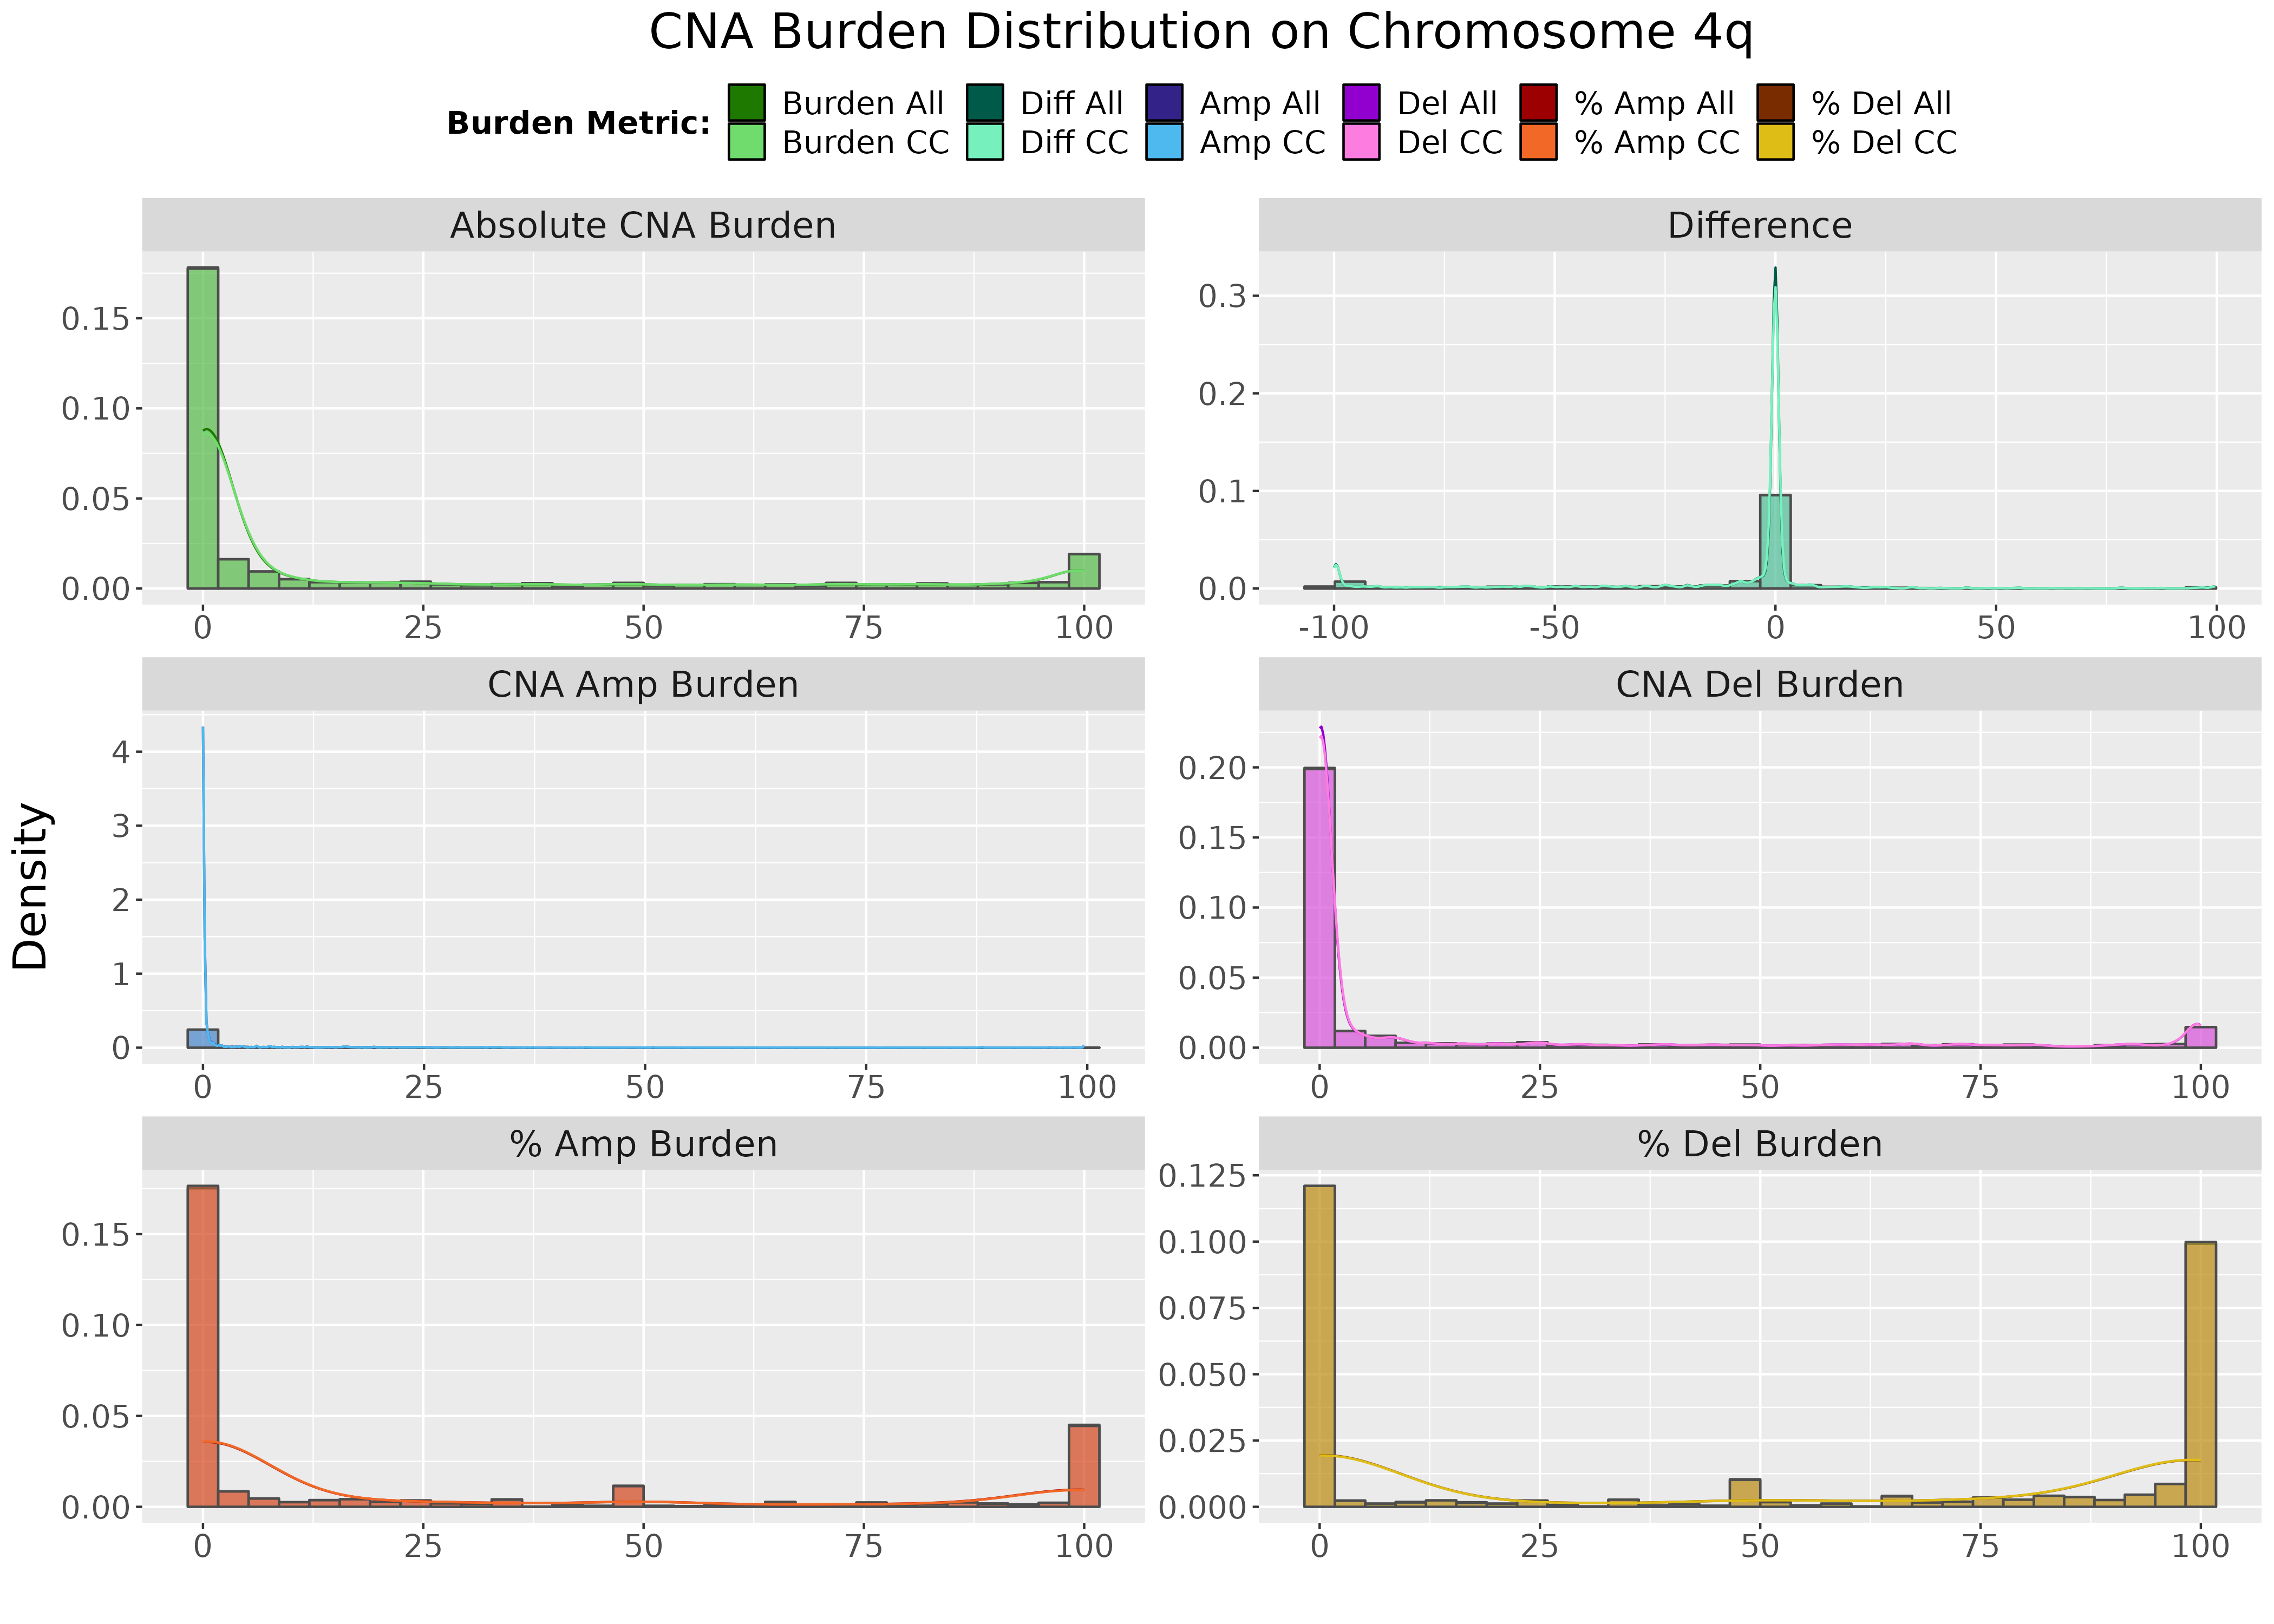 CNA Burden Distribution on Chromosome 4q
Burden Metric:
Burden All Diff All Amp All Del All % Amp All % Del All
Burden CC Diff CC Amp CC Del CC % Amp CC % Del CC
Absolute CNA Burden
0.15
0.10
0.05
0.00
0 25 50 75 100
Difference
0.3
0.2
0.1
0.0
-100 -50 0 50 100
CNA Amp Burden
4
3
2
1
0
0 25 50 75 100
CNA Del Burden
0.20
0.15
0.10
0.05
0.00
0 25 50 75 100
Density
% Amp Burden
0.15
0.10
0.05
0.00
0 25 50 75 100
% Del Burden
0.125
0.100
0.075
0.050
0.025
0.000
0 25 50 75 100